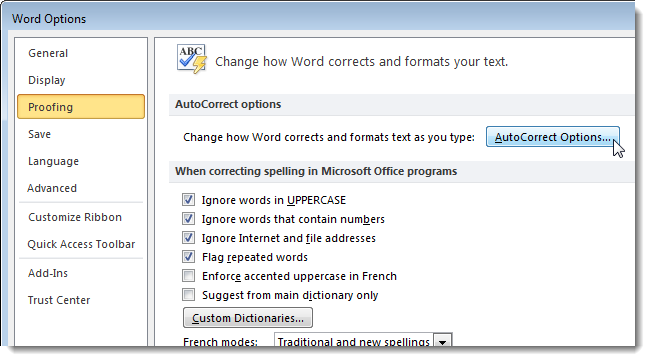 Word Options
General
Display
Proofing
Save
Language
Advanced
Customize Ribbon
Quick Access Toolbar
Add-Ins
Trust Center
ABC
Change how Word corrects and formats your text.
AutoCorrect options
Change how Word corrects and formats text as you type: AutoCorrect Options...
When correcting spelling in Microsoft Office programs
Ignore words in UPPERCASE
Ignore words that contain numbers
Ignore Internet and file addresses
Flag repeated words
Enforce accented uppercase in French
Suggest from main dictionary only
Custom Dictionaries...
French modes: Traditional and new spellings